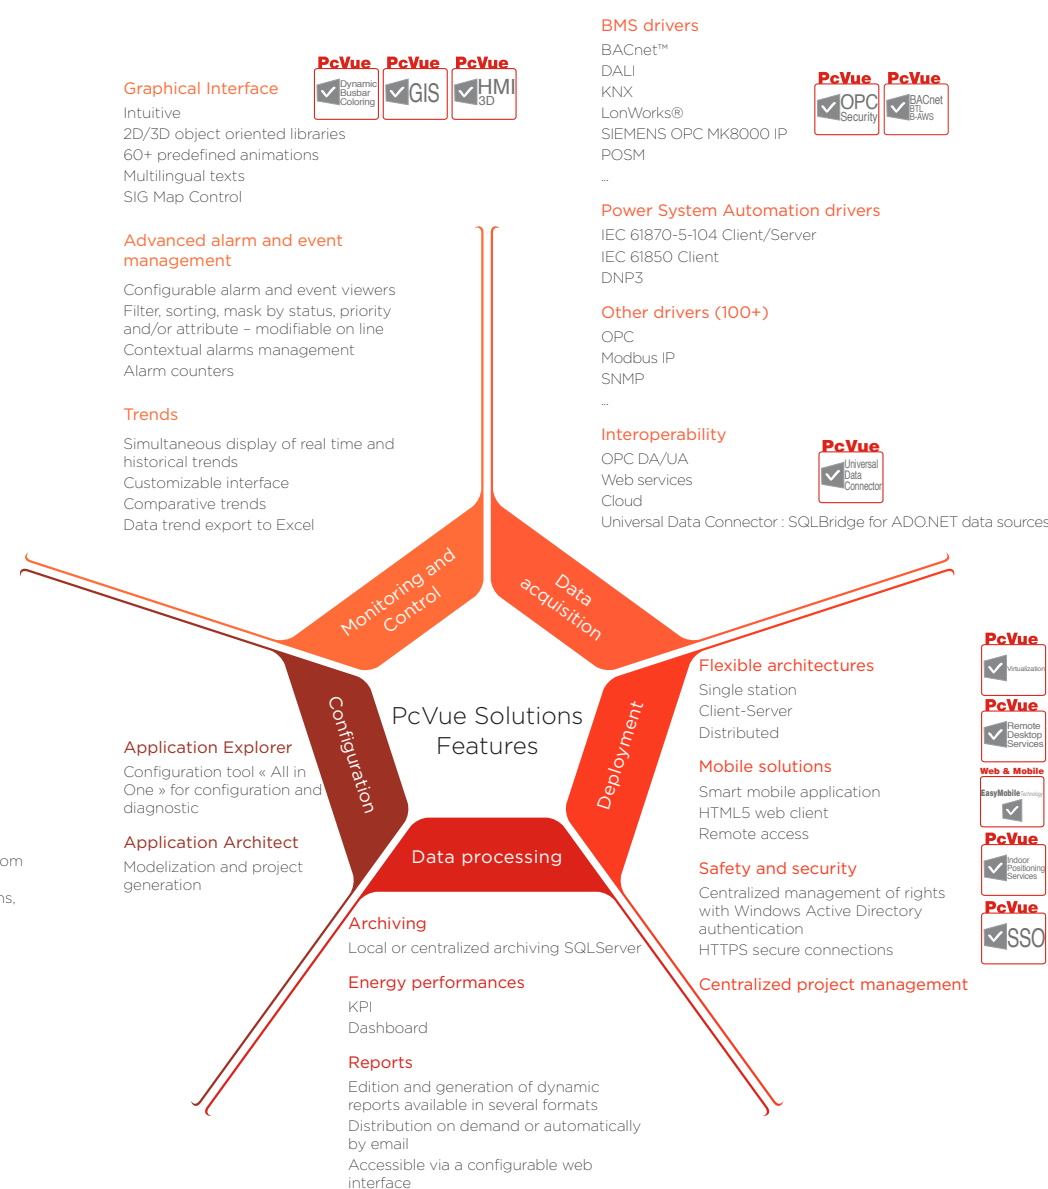 Graphical Interface
Intuitive
2D/3D object oriented libraries
60+ predefined animations
Multilingual texts
SIG Map Control
PcVue
Dynamic
Busbar
Coloring
PcVue
GIS
PcVue
HMI
3D
Advanced alarm and event
management
Configurable alarm and event viewers
Filter, sorting, mask by status, priority
and/or attribute – modifiable on line
Contextual alarms management
Alarm counters
Trends
Simultaneous display of real time and
historical trends
Customizable interface
Comparative trends
Data trend export to Excel
BMS drivers
BACnet™
DALI
KNX
LonWorks®
SIEMENS OPC MK8000 IP
POSM
...
PcVue
OPC
Security
PcVue
BACnet
BTL
B-AWS
Power System Automation drivers
IEC 61870-5-104 Client/Server
IEC 61850 Client
DNP3
Other drivers (100+)
OPC
Modbus IP
SNMP
...
Interoperability
OPC DA/UA
Web services
Cloud
Universal Data Connector : SQLBridge for ADO.NET data sources
PcVue
Universal
Data
Connector
Monitoring and
Control
Data
acquisition
Configuration
PcVue Solutions
Features
Deployment
Data processing
Flexible architectures
Single station
Client-Server
Distributed
Mobile solutions
Smart mobile application
HTML5 web client
Remote access
Safety and security
Centralized management of rights
with Windows Active Directory
authentication
HTTPS secure connections
Centralized project management
PcVue
Virtualization
PcVue
Remote
Desktop
Services
Web & Mobile
EasyMobile Technology
PcVue
Indoor
Positioning
Services
PcVue
SSO
Application Explorer
Configuration tool « All in
One » for configuration and
diagnostic
Application Architect
Modelization and project
generation
om
ns,
Archiving
Local or centralized archiving SQLServer
Energy performances
KPI
Dashboard
Reports
Edition and generation of dynamic
reports available in several formats
Distribution on demand or automatically
by email
Accessible via a configurable web
interface